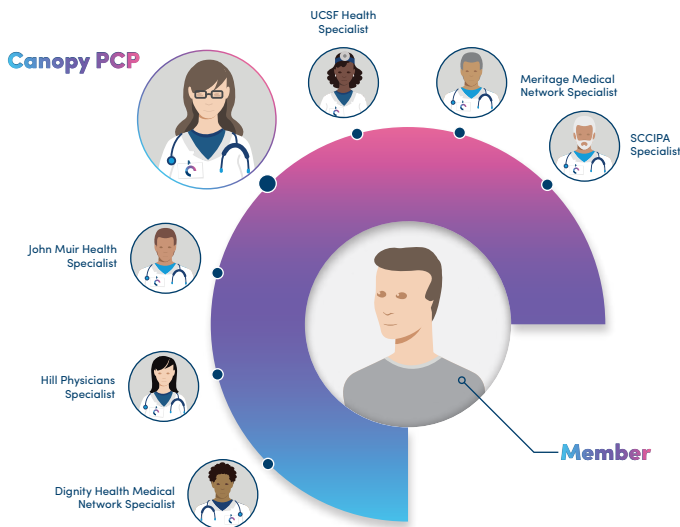 UCSF Health
Specialist
Canopy PCP
Meritage Medical
Network Specialist
SCCIPA
Specialist
John Muir Health
Specialist
Hill Physicians
Specialist
Member
Dignity Health Medical
Network Specialist